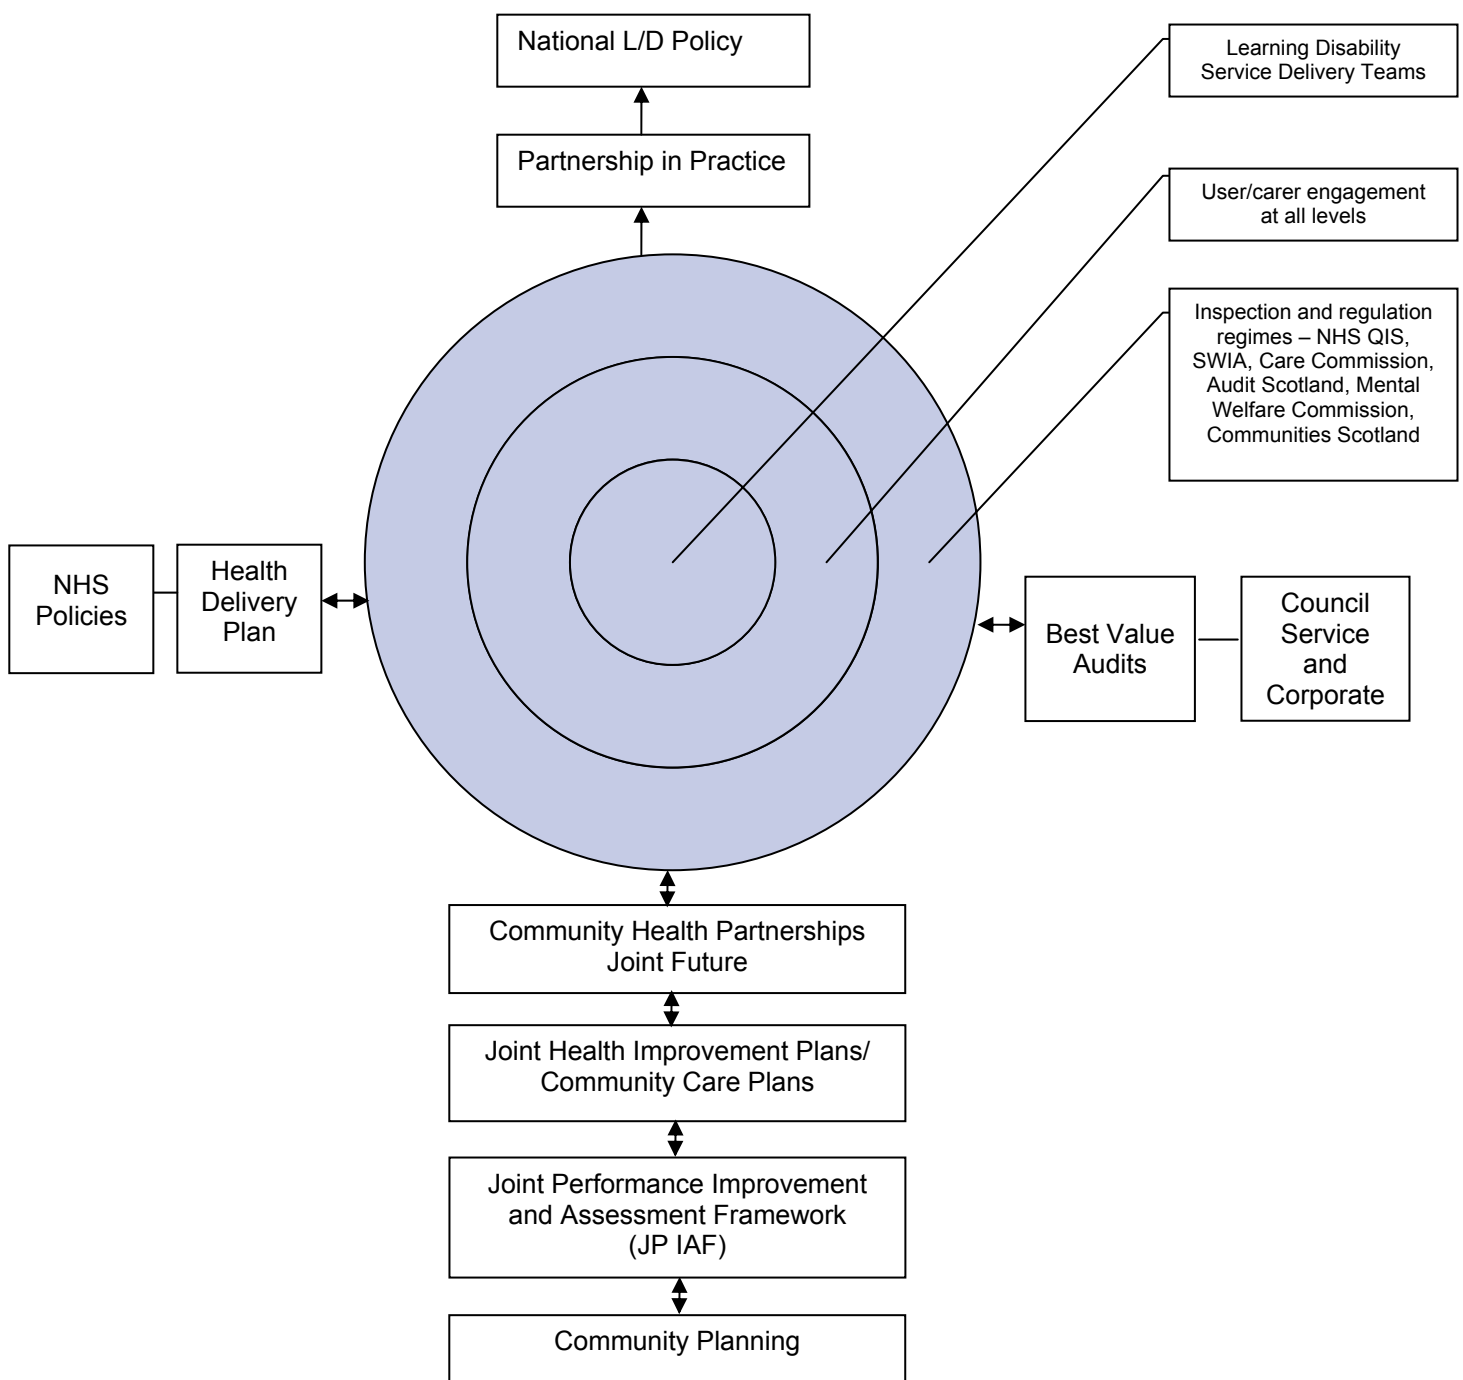 National L/D Policy
Learning Disability
Service Delivery Teams
Partnership in Practice
User/carer engagement
at all levels
Inspection and regulation
regimes – NHS QIS,
SWIA, Care Commission,
Audit Scotland, Mental
Welfare Commission,
Communities Scotland
NHS
Policies
Health
Delivery
Plan
Best Value
Audits
Council
Service
and
Corporate
Community Health Partnerships
Joint Future
Joint Health Improvement Plans/
Community Care Plans
Joint Performance Improvement
and Assessment Framework
(JP IAF)
Community Planning